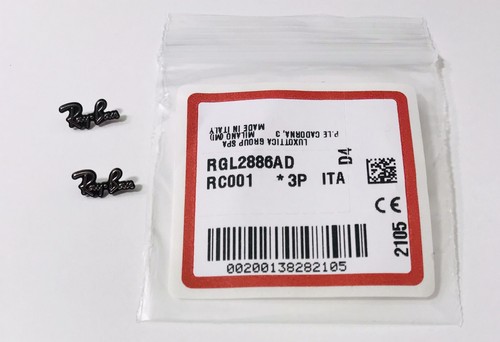 Ray-Ban
Ray-Ban
P.LE CADORNA, 3
LUXOTTICA GROUP SPA
MILANO (MI)
MADE IN ITALY
RGL2886AD
D4
RC001 *3P ITA
CE
2105
00200138282105